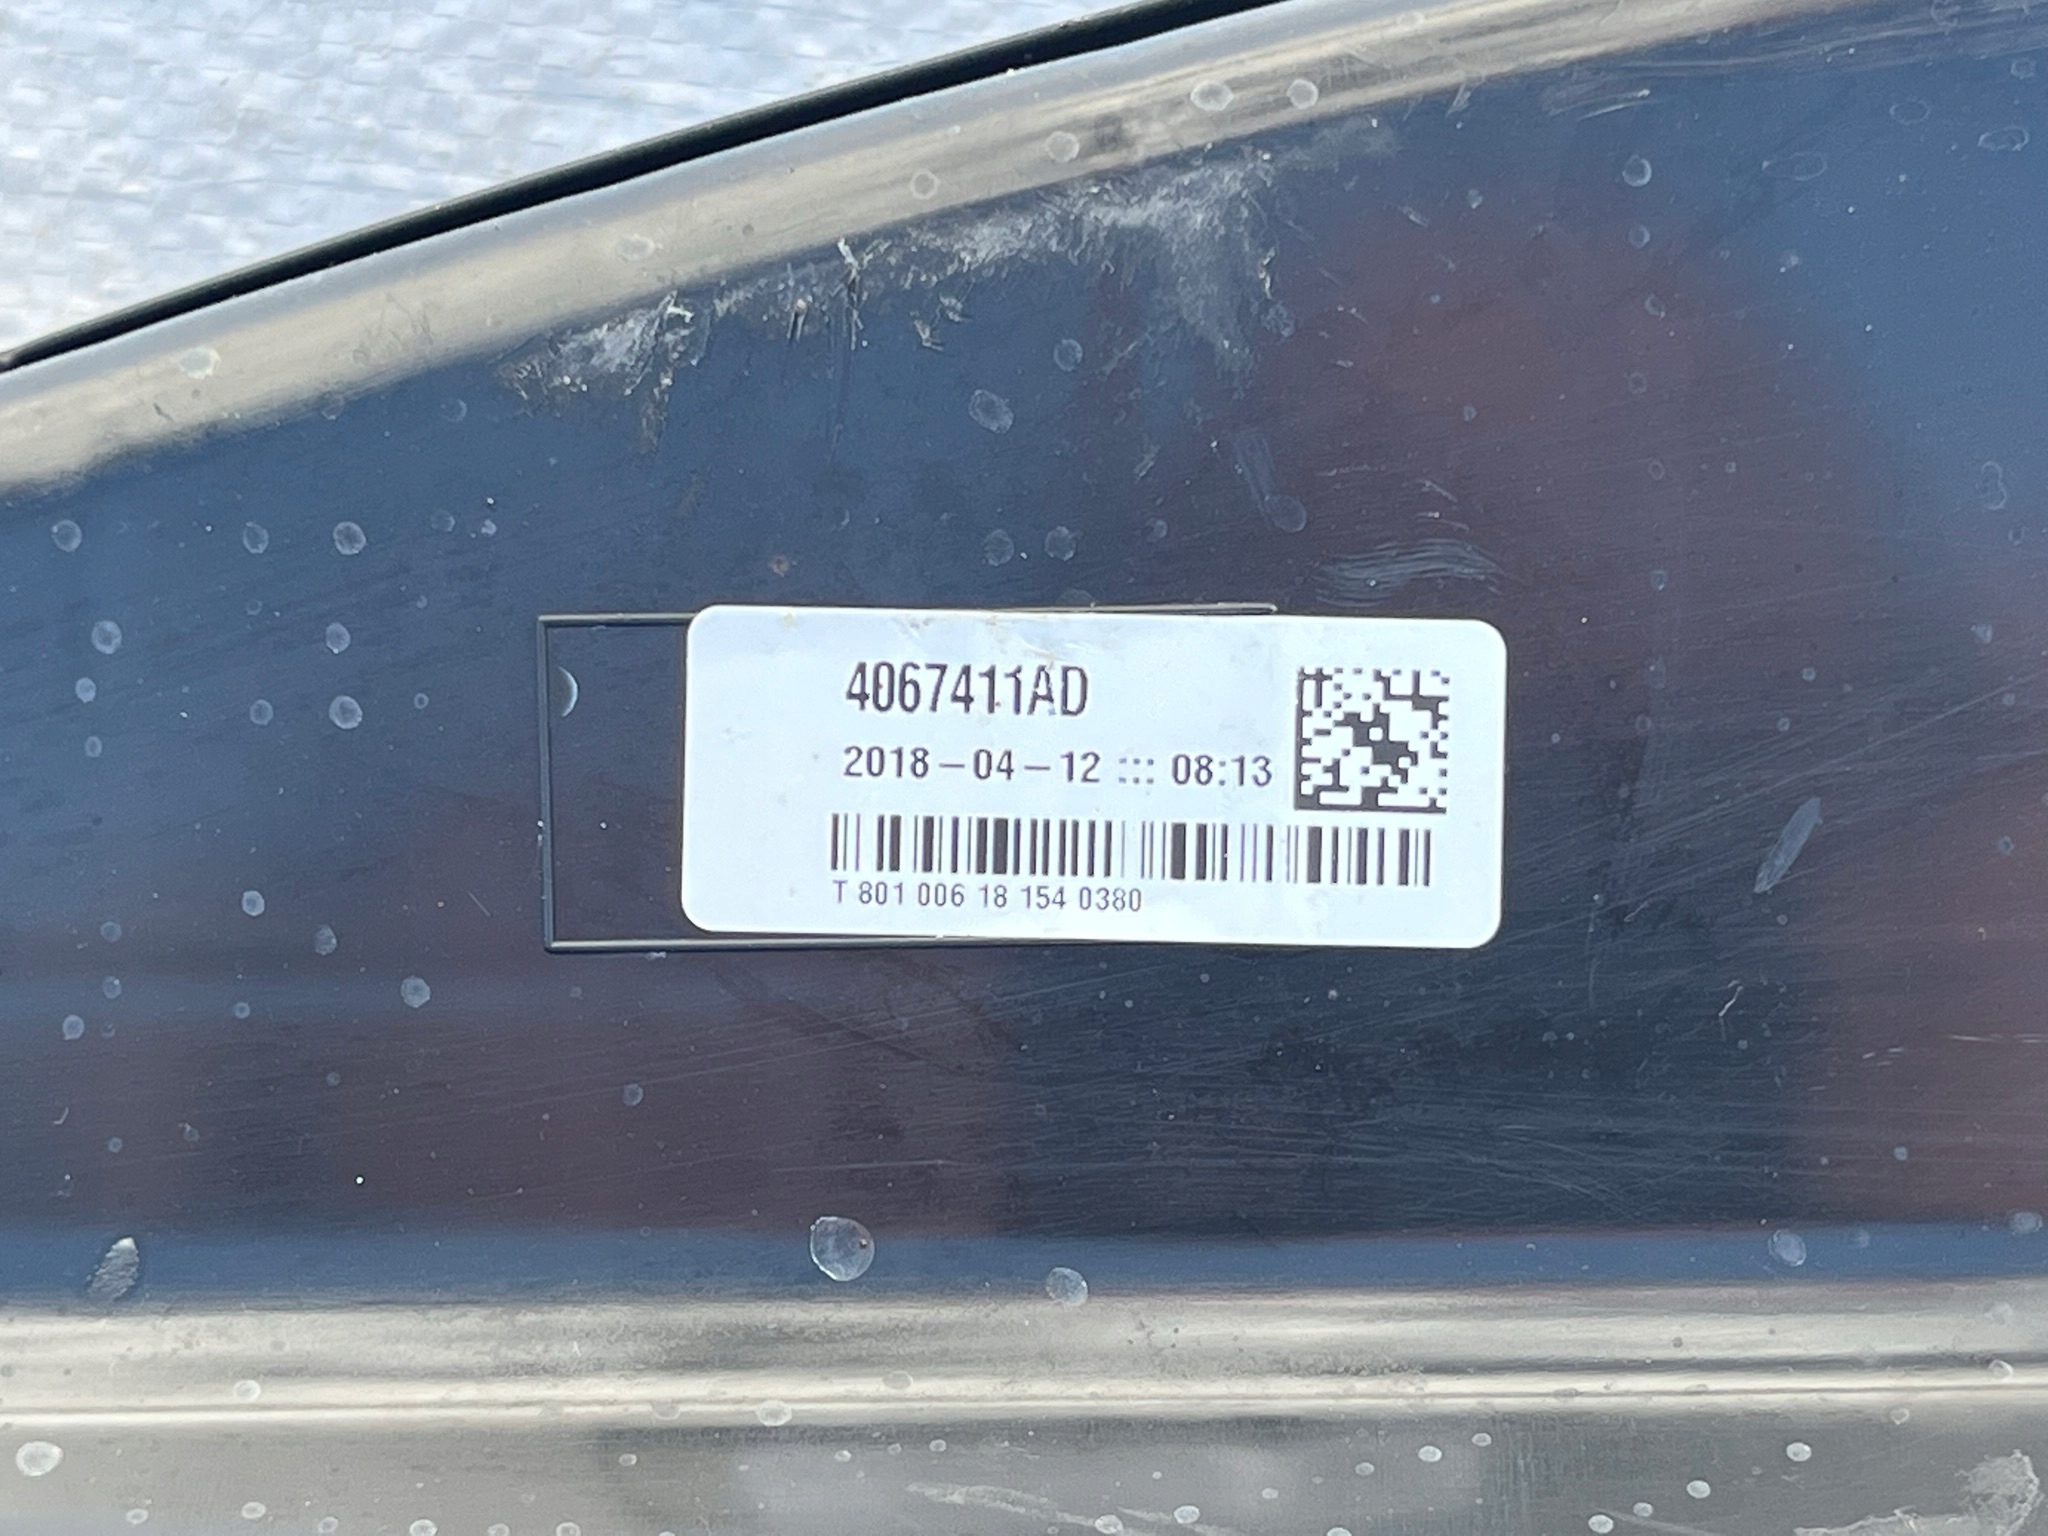 4067411AD
2018-04-12 ::: 08:13
T 801 006 18 154 0380